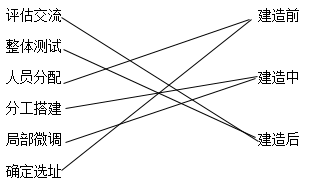 评估交流
建造前
整体测试
人员分配
建造中
分工搭建
局部微调
建造后
确定选址